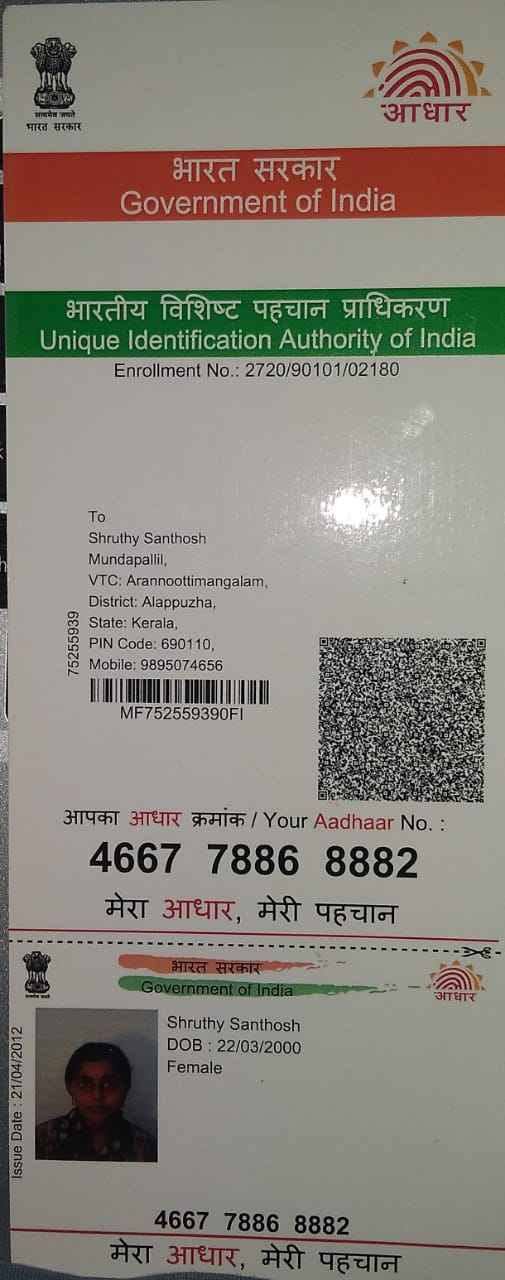 सत्यमेव जयते
भारत सरकार
आधार
भारत सरकार
Government of India
भारतीय विशिष्ट पहचान प्राधिकरण
Unique Identification Authority of India
Enrollment No.: 2720/90101/02180
To
Shruthy Santhosh
Mundapallil,
VTC: Arannoottimangalam,
District: Alappuzha,
State: Kerala,
PIN Code: 690110,
Mobile: 9895074656
75255939
MF752559390FI
आपका आधार क्रमांक / Your Aadhaar No. :
4667 7886 8882
मेरा आधार, मेरी पहचान
भारत सरकार
Government of India
आधार
Shruthy Santhosh
DOB : 22/03/2000
Female
Issue Date : 21/04/2012
4667 7886 8882
मेरा आधार, मेरी पहचान